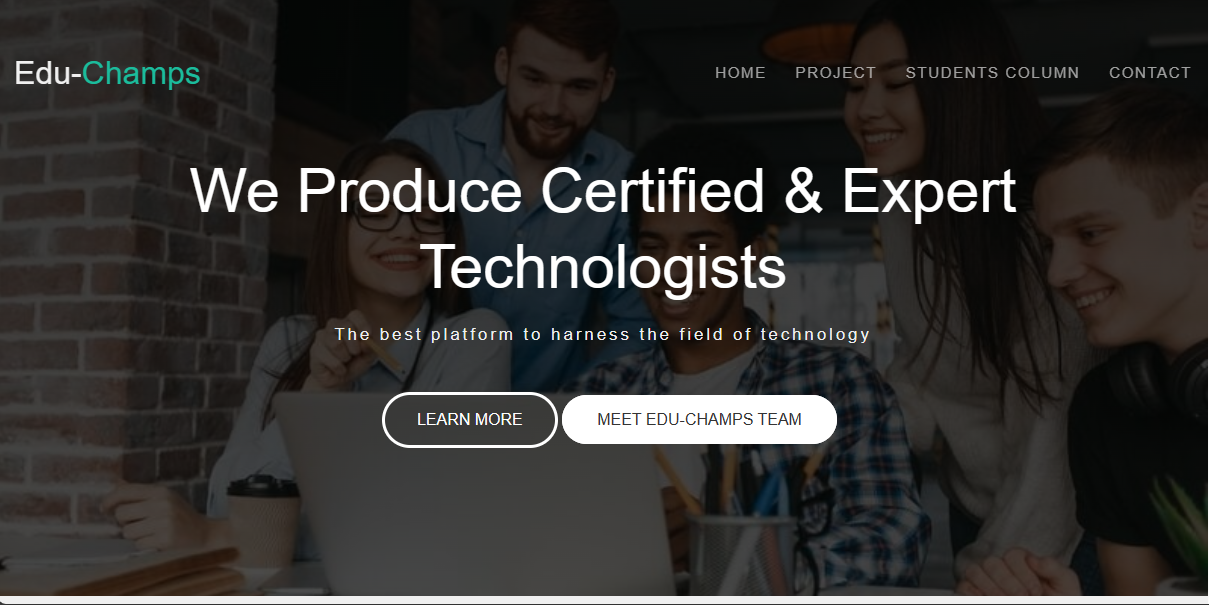 Edu-Champs
HOME PROJECT STUDENTS COLUMN CONTACT
We Produce Certified & Expert
Technologists
The best platform to harness the field of technology
LEARN MORE MEET EDU-CHAMPS TEAM